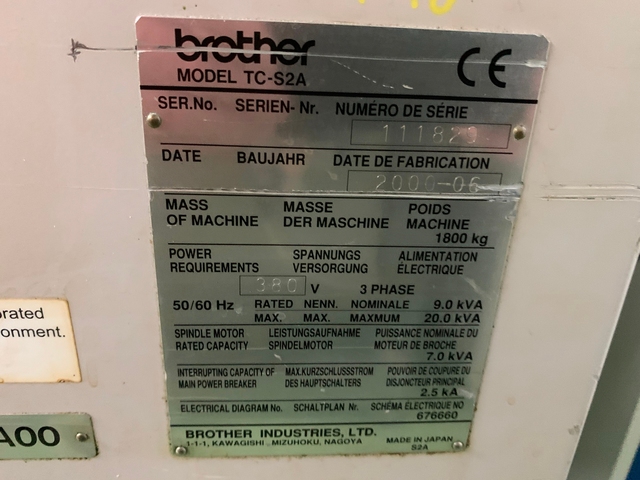 brother
MODEL TC-S2A
CE
SER.No. SERIEN-Nr. NUMÉRO DE SÉRIE
111829
DATE BAUJAHR DATE DE FABRICATION
2000-06
MASS MASSE POIDS
OF MACHINE DER MASCHINE MACHINE
1800 kg
POWER SPANNUNGS ALIMENTATION
REQUIREMENTS VERSORGUNG ÉLECTRIQUE
380 V 3 PHASE
50/60 Hz RATED NENN. NOMINALE 9.0 kVA
MAX. MAX. MAXMUM 20.0 kVA
SPINDLE MOTOR LEISTUNGSAUFNAHME PUISSANCE NOMINALE DU
RATED CAPACITY SPINDELMOTOR MOTEUR DE BROCHE
7.0 kVA
INTERRUPTING CAPACITY OF MAX.KURZSCHLUSSTROM POUVOIR DE COUPURE DU
MAIN POWER BREAKER DES HAUPTSCHALTERS DISJONCTEUR PRINCIPAL
2.5 kA
ELECTRICAL DIAGRAM No. SCHALTPLAN Nr. SCHÉMA ÉLECTRIQUE NO
676660
BROTHER INDUSTRIES, LTD.
1-1-1, KAWAGISHI, MIZUHOKU, NAGOYA
MADE IN JAPAN
S2A
orated
onment.
A00